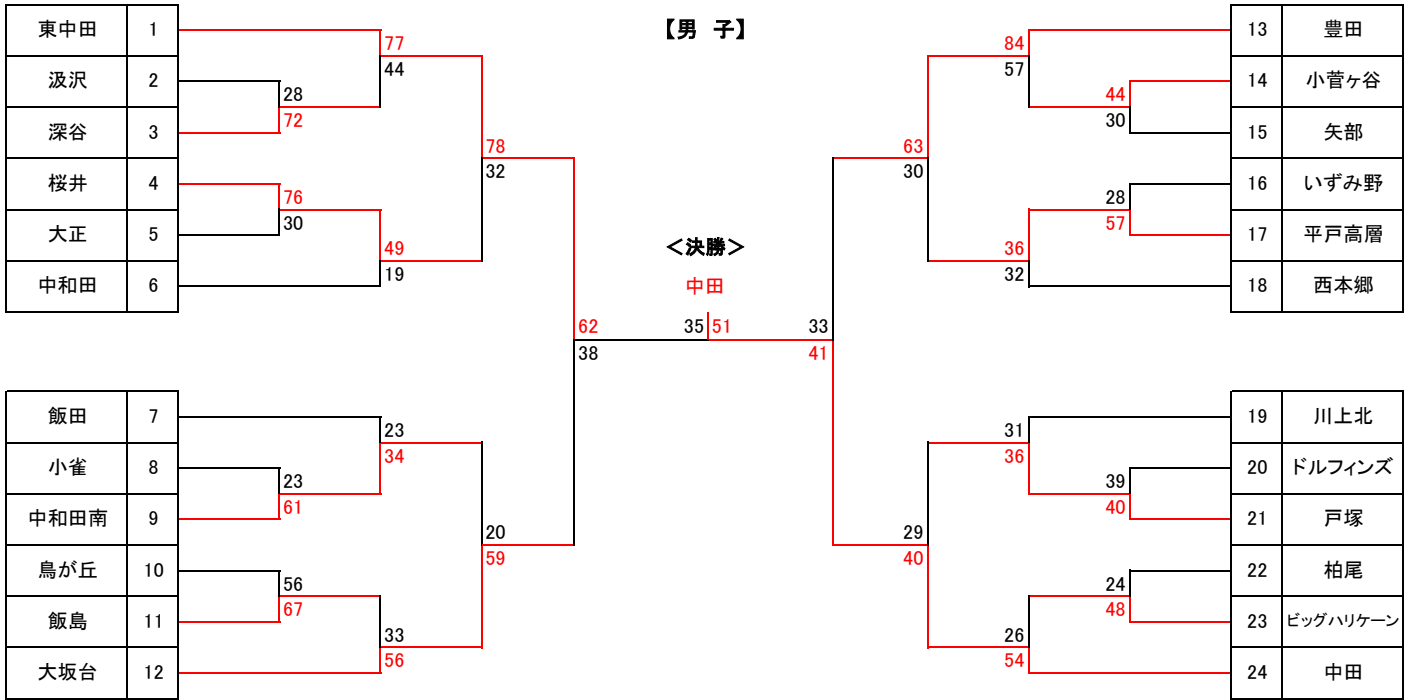 【男 子】
東中田 1
汲沢 2
深谷 3
桜井 4
大正 5
中和田 6
77
44
28
72
76
30
49
19
78
32
飯田 7
小雀 8
中和田南 9
鳥が丘 10
飯島 11
大坂台 12
23
34
23
61
56
67
33
56
20
59
62
38
＜決勝＞
中田
35 51
33
41
13 豊田
14 小菅ヶ谷
15 矢部
16 いずみ野
17 平戸高層
18 西本郷
84
57
44
30
28
57
36
32
63
30
19 川上北
20 ドルフィンズ
21 戸塚
22 柏尾
23 ビッグハリケーン
24 中田
31
36
39
40
24
48
26
54
29
40